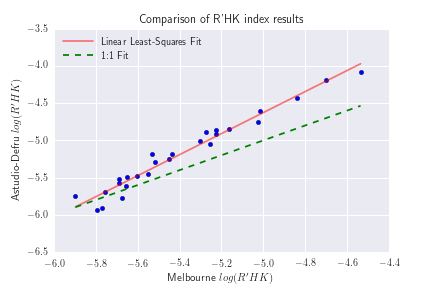 Comparison of R'HK index results
−3.5
Linear Least-Squares Fit
1:1 Fit
−4.0
−4.5
−5.0
−5.5
−6.0
−6.5
Astudio-Defru log(R'HK)
−6.0 −5.8 −5.6 −5.4 −5.2 −5.0 −4.8 −4.6 −4.4
Melbourne log(R'HK)